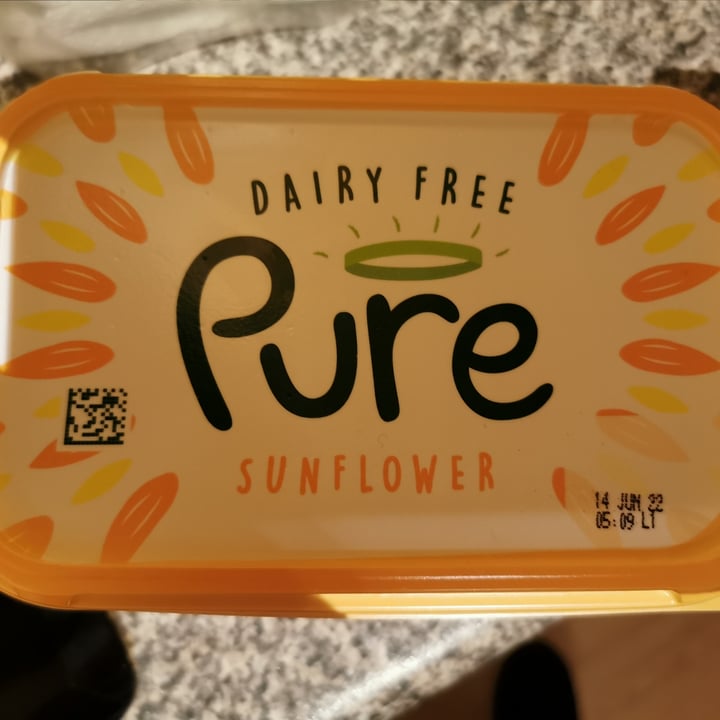 DAIRY FREE
Pure
SUNFLOWER
14 JUN 22
05:09 LT